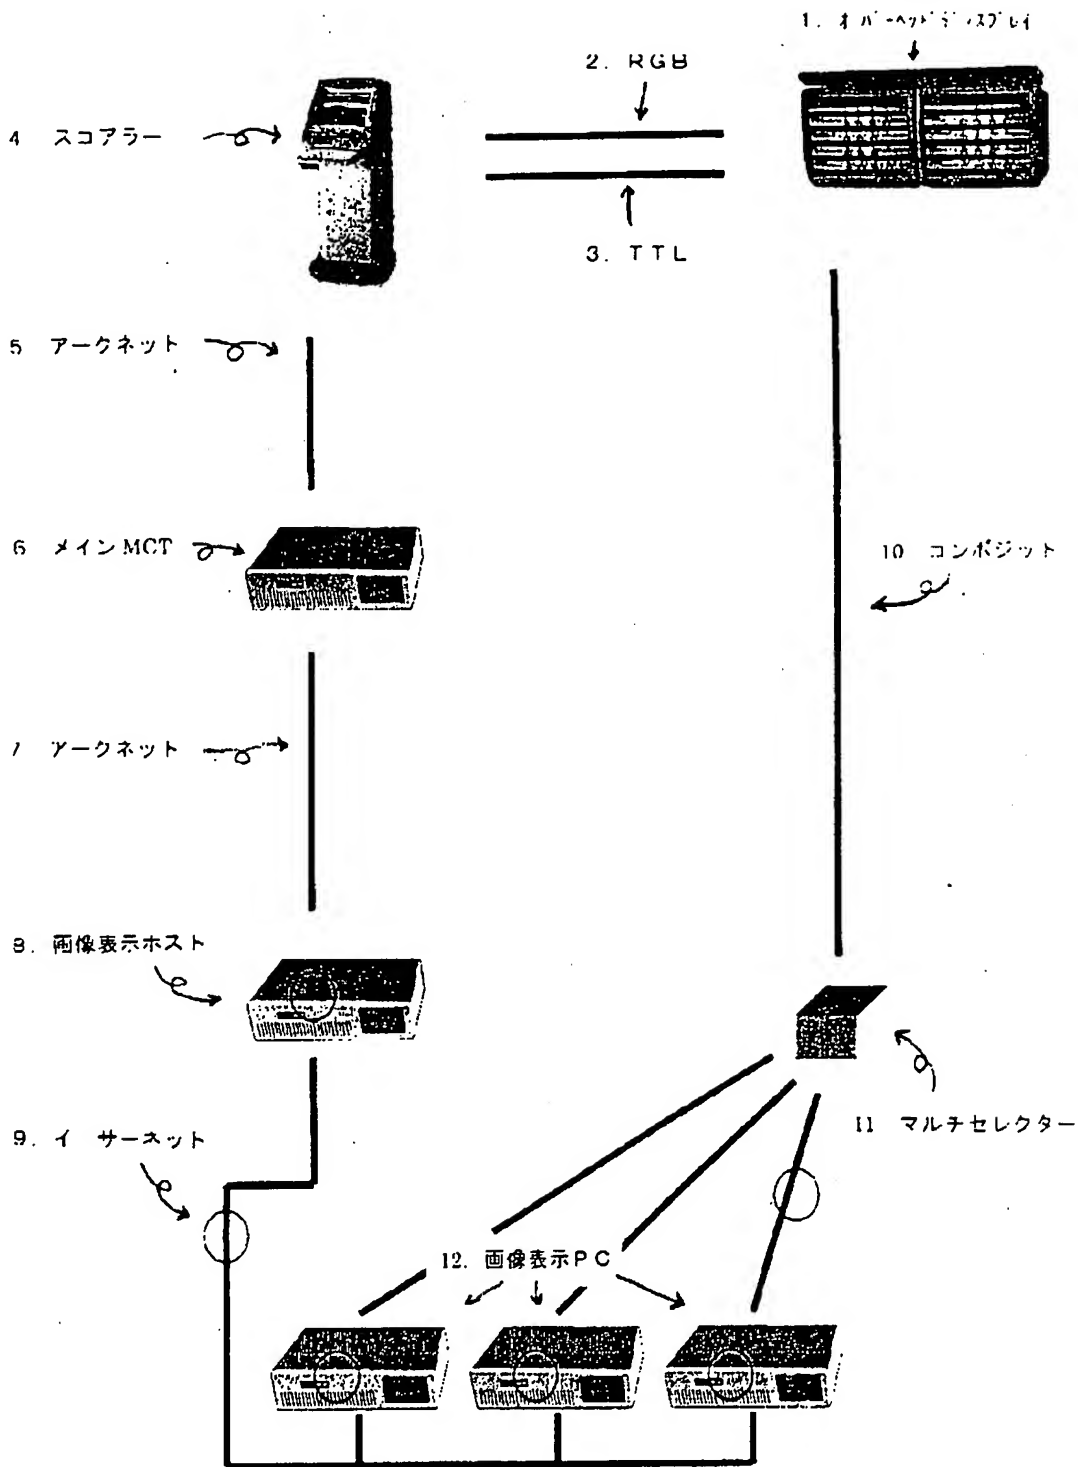 1. オバーヘッドディスプレイ
2. RGB
4 スコアラー
3. TTL
5 アークネット
6 メインMCT
10 コンポジット
7 アークネット
8. 画像表示ホスト
11 マルチセレクター
9. イ サーネット
12. 画像表示PC